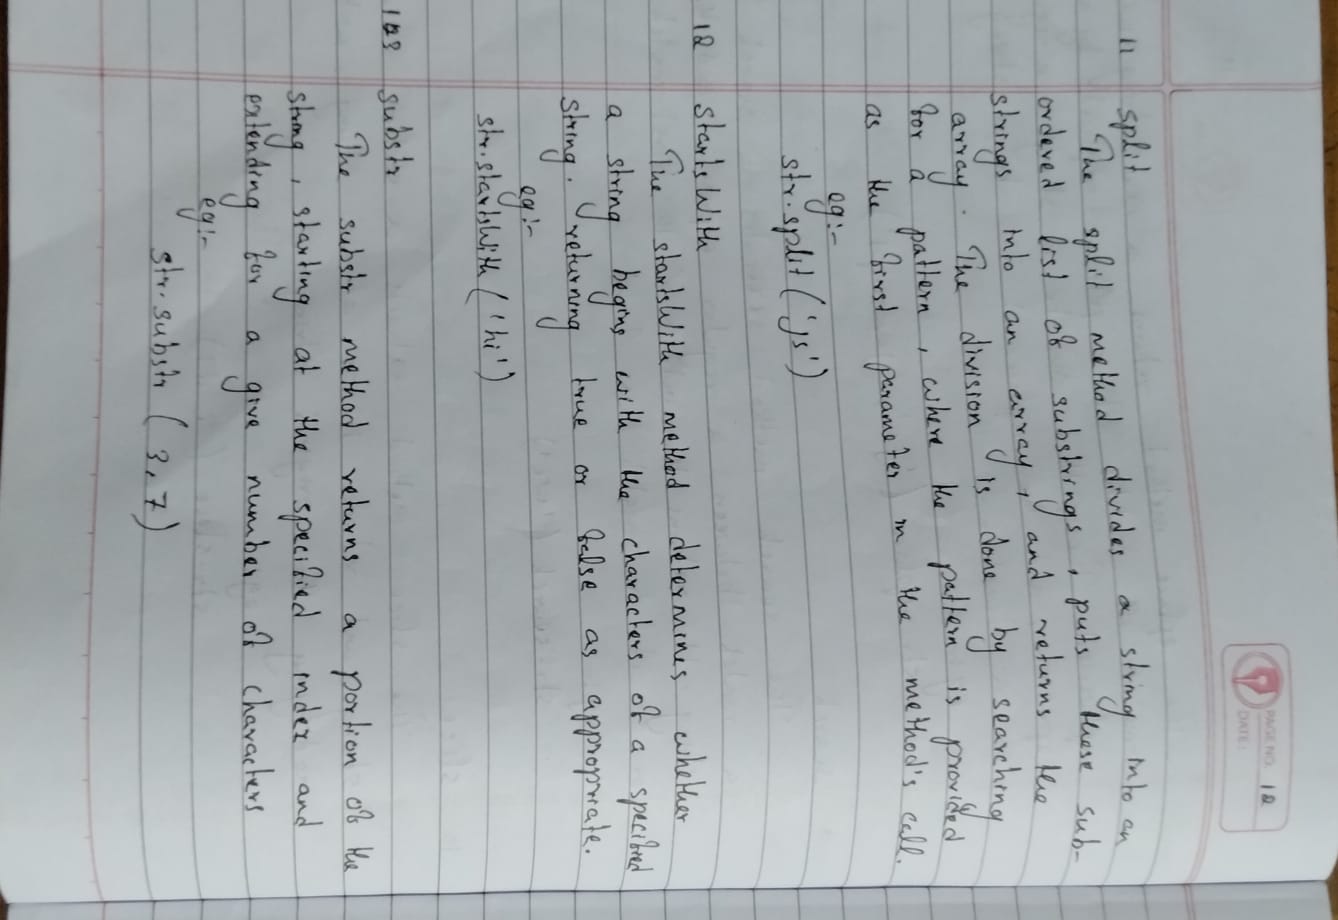 PAGE NO. 12
DATE:
11 split
The split method divides a string into an
ordered list of substrings, puts these sub-
strings into an array, and returns the
array. The division is done by searching
for a pattern, where the pattern is provided
as the first parameter in the method's call.
eg:-
str.split('js')
12 startsWith
The startsWith method determines whether
a string begins with the characters of a specified
string. returning true or false as appropriate.
eg:-
str.startsWith('hi')
13 substr
The substr method returns a portion of the
string, starting at the specified index and
extending for a give number of characters
eg:-
str.substr (3,7)